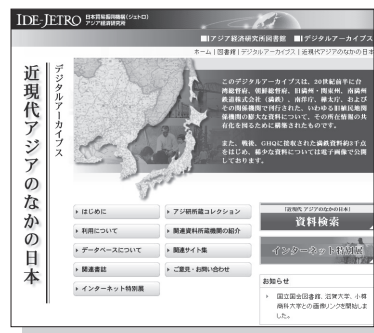 IDE-JETRO 日本貿易振興機構(ジェトロ)
アジア経済研究所
■アジア経済研究所図書館 ■デジタルアーカイブス
ホーム | 図書館 | デジタルアーカイブス | 近現代アジアのなかの日本
デジタルアーカイブス
近現代アジアのなかの日本
このデジタルアーカイブスは、20世紀前半に台
湾総督府、朝鮮総督府、旧満州・関東州、南満州
鉄道株式会社（満鉄）、南洋庁、樺太庁、およびそ
の関係機関で刊行された、いわゆる旧植民地関
係機関の膨大な資料について、その所在情報の共
有化を図るために構築されたものです。
また、戦後、GHQに接収された満鉄資料約3千点
をはじめ、稀少な資料については電子画像で公開
しております。
はじめに
アジ研所蔵コレクション
利用について
関連資料所蔵機関の紹介
データベースについて
関連サイト集
関連書誌
ご意見・お問い合わせ
インターネット特別展
「近現代アジアのなかの日本」
資料検索
インターネット特別展
お知らせ
国立国会図書館、滋賀大学、小樽
商科大学との画像リンクを開始しま
した。